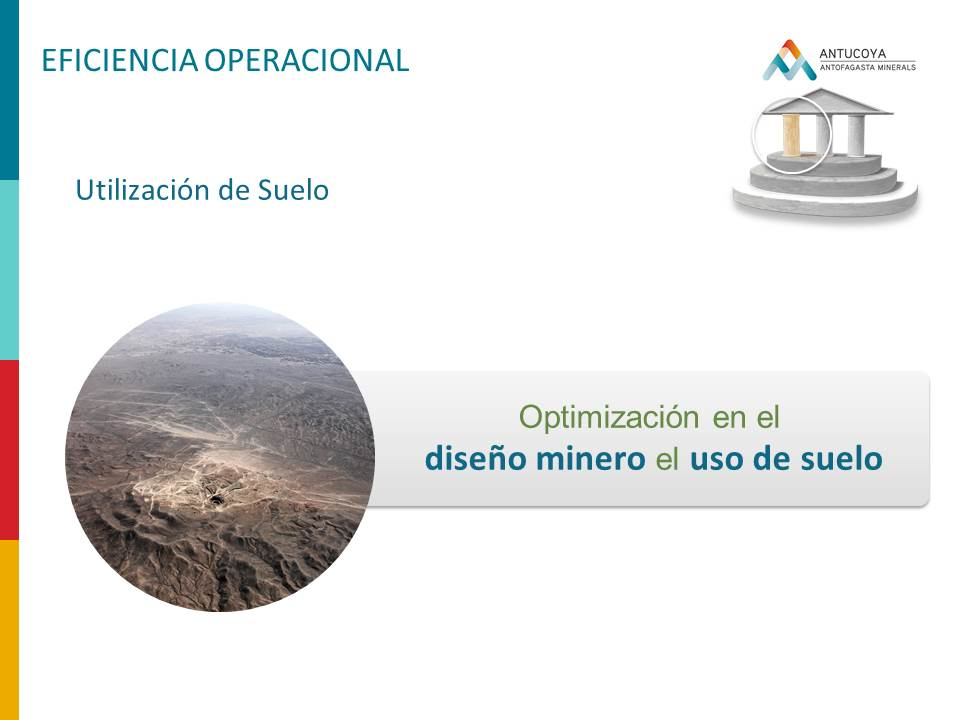 EFICIENCIA OPERACIONAL
ANTUCOYA
ANTOFAGASTA MINERALS
Utilización de Suelo
Optimización en el
diseño minero el uso de suelo